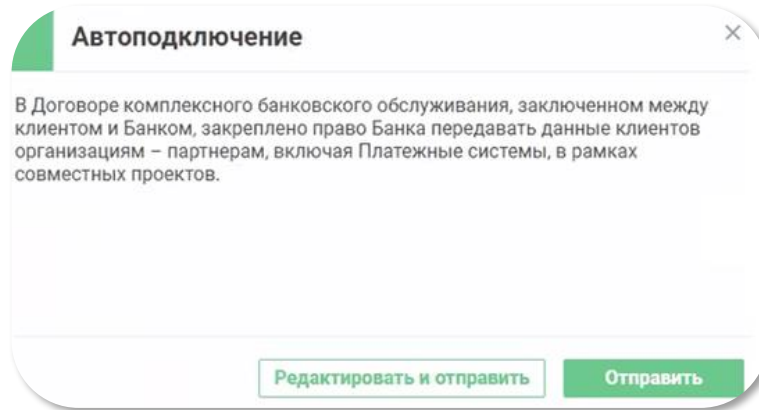 Автоподключение
В Договоре комплексного банковского обслуживания, заключенном между
клиентом и Банком, закреплено право Банка передавать данные клиентов
организациям – партнерам, включая Платежные системы, в рамках
совместных проектов.
Редактировать и отправить
Отправить